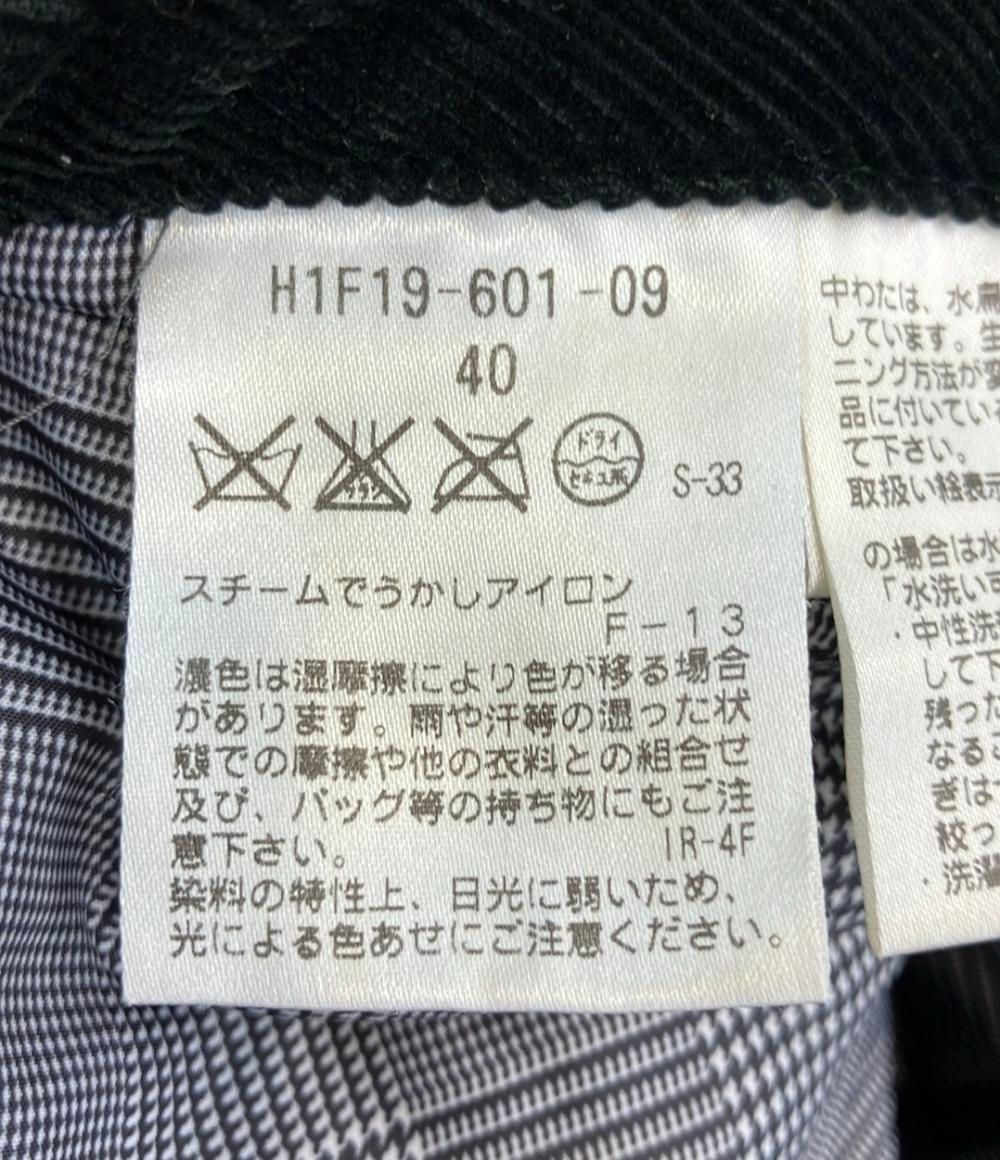 H1F19-601-09
40
ドライ
セキユ系
S-33
スチームでうかしアイロン
F-13
濃色は湿摩擦により色が移る場合
があります。雨や汗等の湿った状
態での摩擦や他の衣料との組合せ
及び、バッグ等の持ち物にもご注
意下さい。
IR-4F
染料の特性上、日光に弱いため、
光による色あせにご注意ください。
中わたは、水鳥
しています。生
ニング方法が変
品に付いてい
て下さい。
取扱い絵表示
の場合は水
「水洗い可
・中性洗
して下
残った
なるこ
ぎは
絞っ
・洗濯